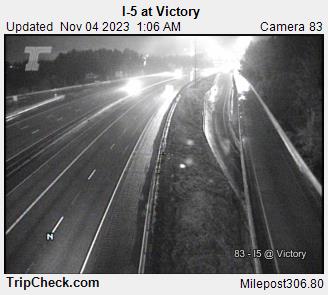 I-5 at Victory
Updated Nov 04 2023 1:06 AM Camera 83
T
N
83 - I5 @ Victory
TripCheck.com Milepost306.80